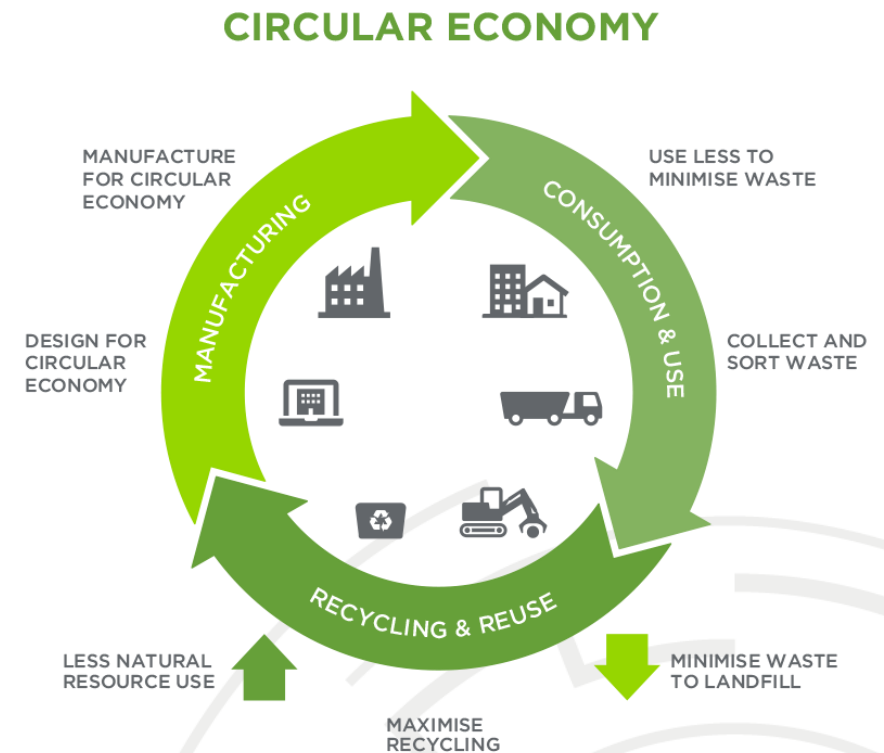 CIRCULAR ECONOMY
MANUFACTURE
FOR CIRCULAR
ECONOMY
USE LESS TO
MINIMISE WASTE
MANUFACTURING
CONSUMPTION & USE
DESIGN FOR
CIRCULAR
ECONOMY
COLLECT AND
SORT WASTE
RECYCLING & REUSE
LESS NATURAL
RESOURCE USE
MINIMISE WASTE
TO LANDFILL
MAXIMISE
RECYCLING